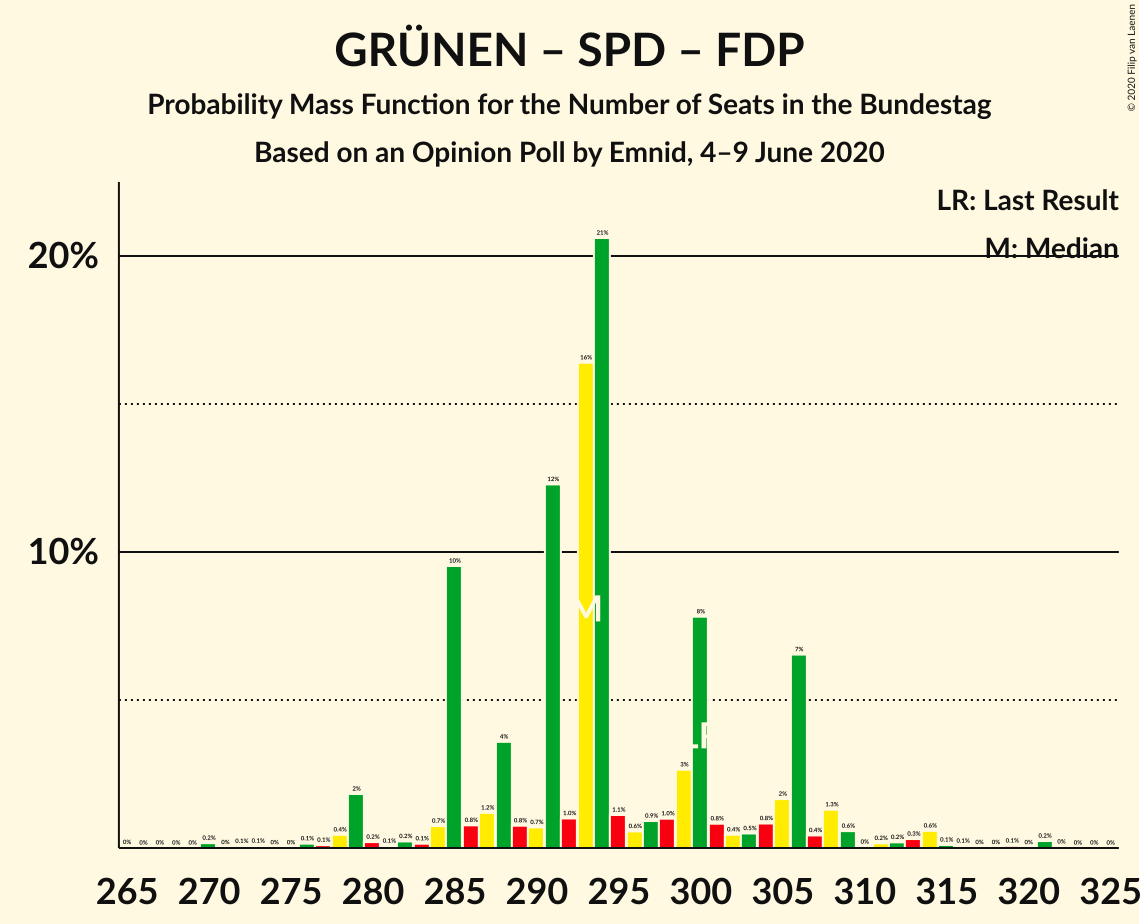 GRÜNEN – SPD – FDP
Probability Mass Function for the Number of Seats in the Bundestag
Based on an Opinion Poll by Emnid, 4–9 June 2020
© 2020 Filip van Laenen
LR: Last Result
M: Median
20%
10%
0% 0% 0% 0% 0% 0.2% 0% 0.1% 0.1% 0% 0% 0.1% 0.1% 0.4% 2% 0.2% 0.1% 0.2% 0.1% 0.7% 10% 0.8% 1.2% 4% 0.8% 0.7% 12% 1.0% 16% 21% 1.1% 0.6% 0.9% 1.0% 3% 8% 0.8% 0.4% 0.5% 0.8% 2% 7% 0.4% 1.3% 0.6% 0% 0.2% 0.2% 0.3% 0.6% 0.1% 0.1% 0% 0% 0.1% 0% 0.2% 0% 0% 0% 0%
M
LR
265 270 275 280 285 290 295 300 305 310 315 320 325